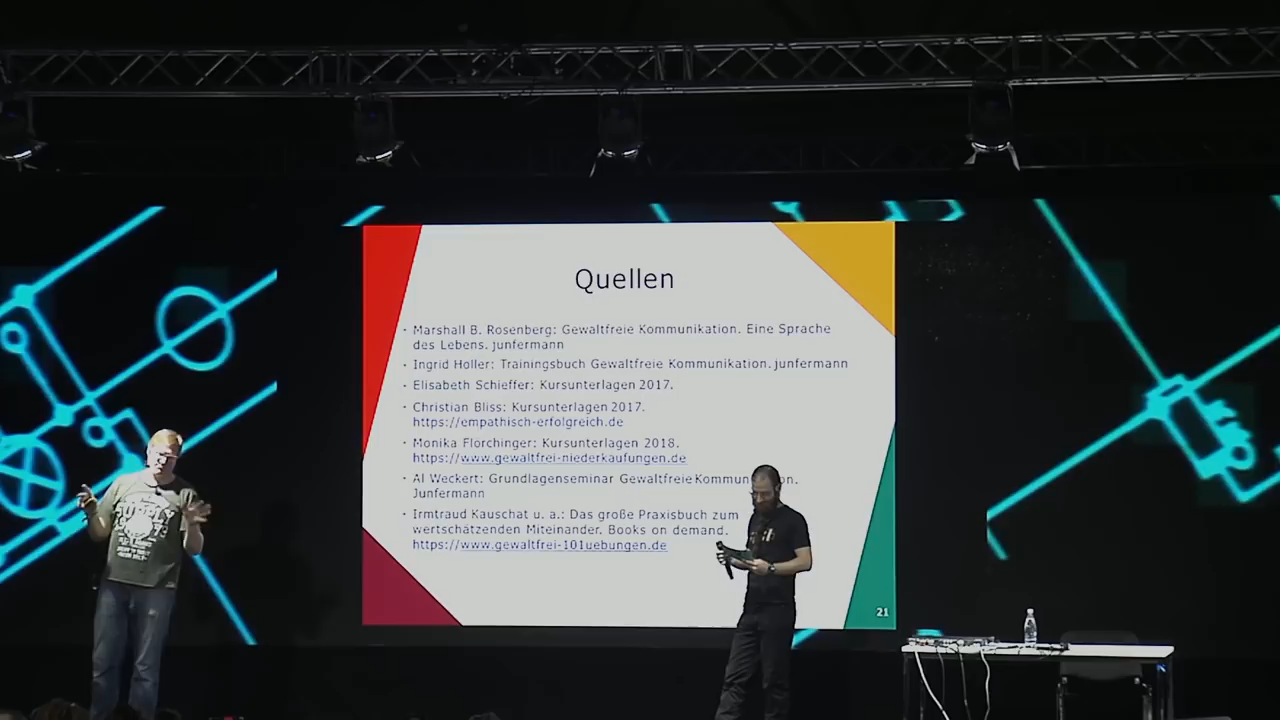 Quellen
• Marshall B. Rosenberg: Gewaltfreie Kommunikation. Eine Sprache
des Lebens. junfermann
• Ingrid Holler: Trainingsbuch Gewaltfreie Kommunikation. junfermann
• Elisabeth Schieffer: Kursunterlagen 2017.
• Christian Bliss: Kursunterlagen 2017.
https://empathisch-erfolgreich.de
• Monika Florchinger: Kursunterlagen 2018.
https://www.gewaltfrei-niederkaufungen.de
• Al Weckert: Grundlagenseminar Gewaltfreie
Junfermann
• Irmtraud Kauschat u. a.: Das große Praxisbuch zum
wertschätzenden Miteinander. Books on demand.
https://www.gewaltfrei-101uebungen.de
21